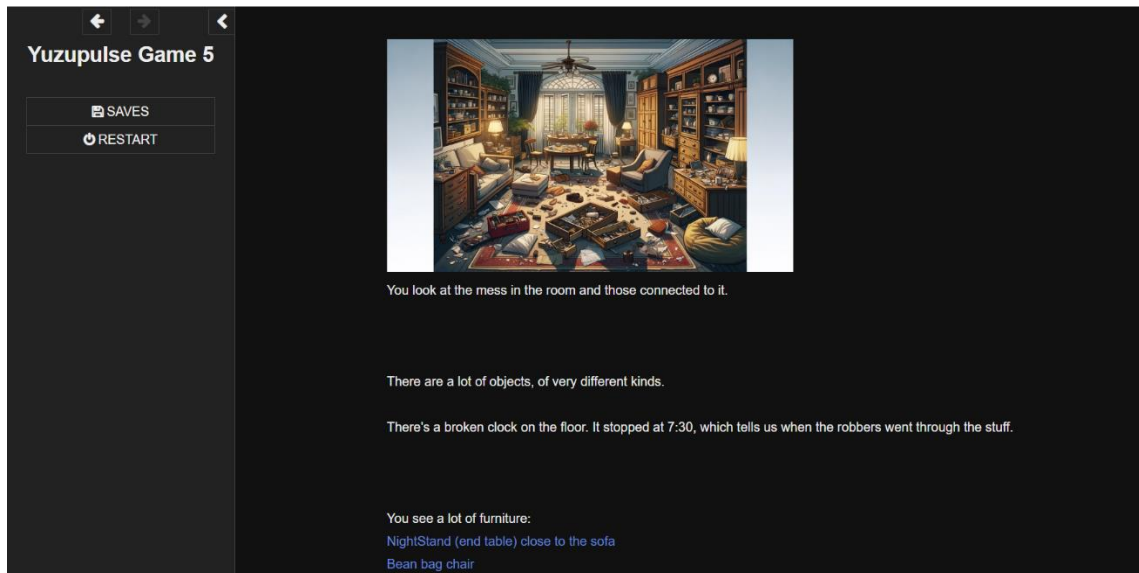 Yuzupulse Game 5
SAVES
RESTART
You look at the mess in the room and those connected to it.
There are a lot of objects, of very different kinds.
There's a broken clock on the floor. It stopped at 7:30, which tells us when the robbers went through the stuff.
You see a lot of furniture:
NightStand (end table) close to the sofa
Bean bag chair